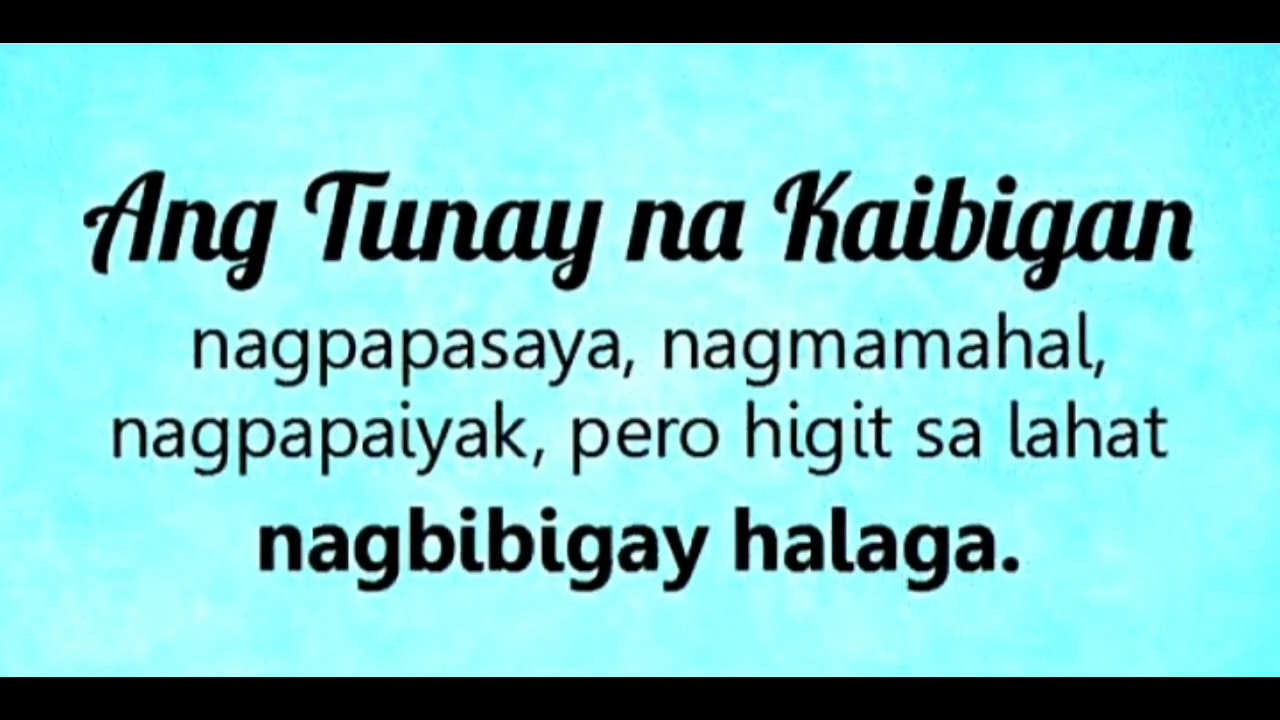 Ang Tunay na Kaibigan
nagpapasaya, nagmamahal,
nagpapaiyak, pero higit sa lahat
nagbibigay halaga.